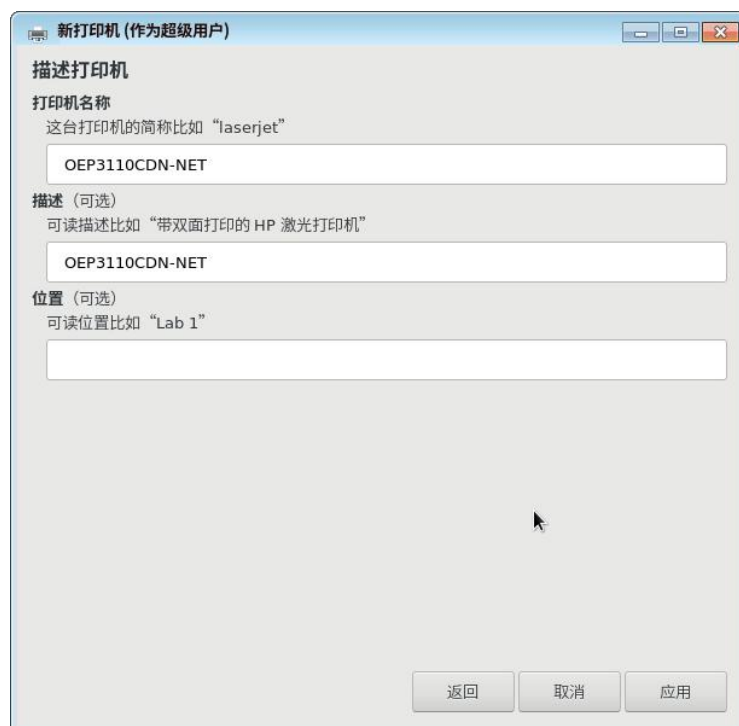 新打印机 (作为超级用户)
描述打印机
打印机名称
这台打印机的简称比如“laserjet”
OEP3110CDN-NET
描述（可选）
可读描述比如“带双面打印的 HP 激光打印机”
OEP3110CDN-NET
位置（可选）
可读位置比如“Lab 1”
返回 取消 应用